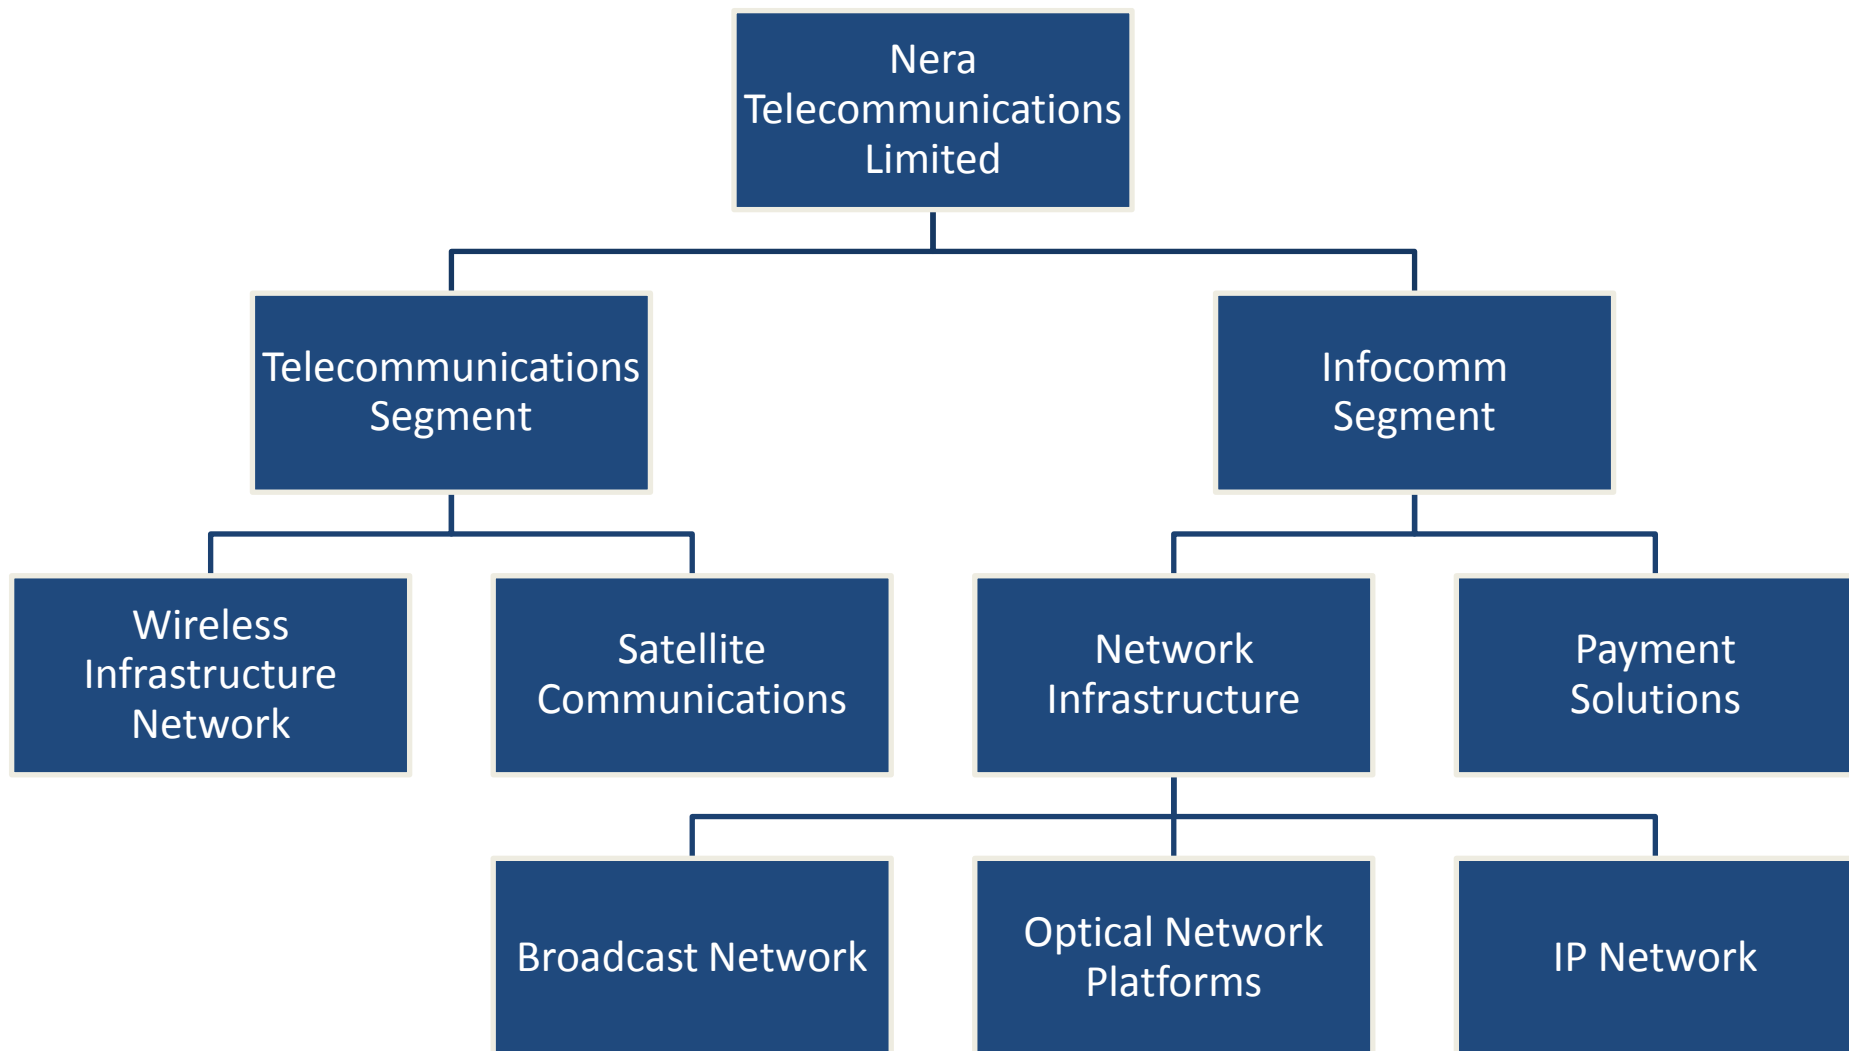 Nera
Telecommunications
Limited
Telecommunications
Segment
Infocomm
Segment
Wireless
Infrastructure
Network
Satellite
Communications
Network
Infrastructure
Payment
Solutions
Broadcast Network
Optical Network
Platforms
IP Network